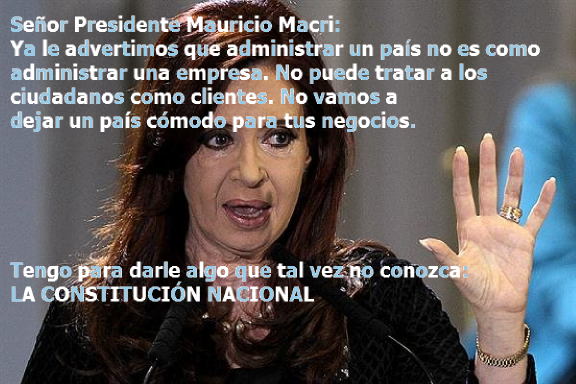 Señor Presidente Mauricio Macri:
Ya le advertimos que administrar un país no es como
administrar una empresa. No puede tratar a los
ciudadanos como clientes. No vamos a
dejar un país cómodo para tus negocios.
Tengo para darle algo que tal vez no conozca:
LA CONSTITUCIÓN NACIONAL